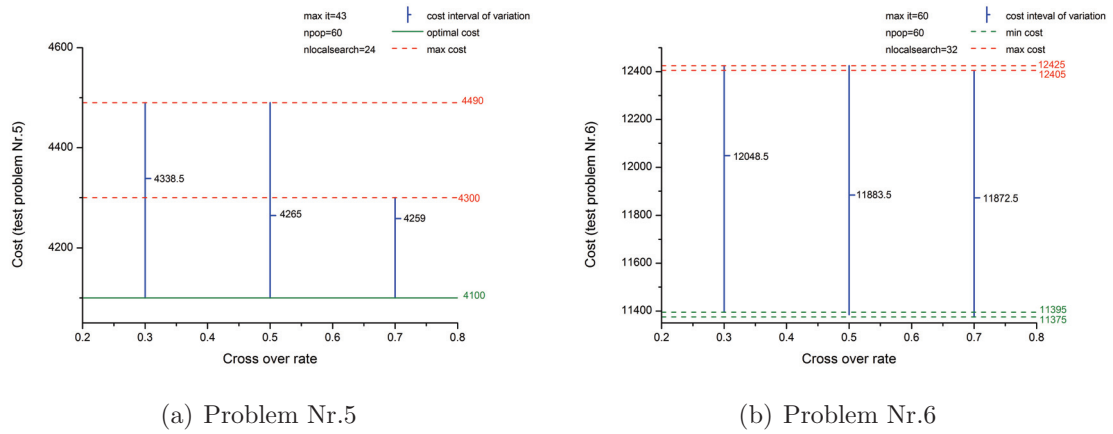 max it=43
cost interval of variation
npop=60
optimal cost
nlocalsearch=24
max cost
4600
4490
4400
4338.5
4300
4265
4259
4200
4100
0.2 0.3 0.4 0.5 0.6 0.7 0.8
Cross over rate
Cost (test problem Nr.5)
(a) Problem Nr.5
max it=60
cost inteval of variation
npop=60
min cost
nlocalsearch=32
max cost
12425
12400
12405
12200
12048.5
12000
11883.5
11872.5
11800
11600
11400
11395
11375
0.2 0.3 0.4 0.5 0.6 0.7 0.8
Cross over rate
Cost (test problem Nr.6)
(b) Problem Nr.6